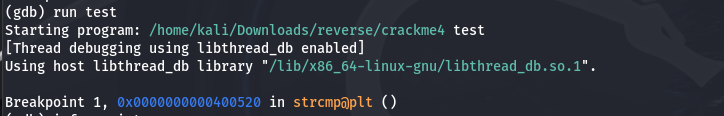 (gdb) run test
Starting program: /home/kali/Downloads/reverse/crackme4 test
[Thread debugging using libthread_db enabled]
Using host libthread_db library "/lib/x86_64-linux-gnu/libthread_db.so.1".
Breakpoint 1, 0x0000000000400520 in strcmp@plt ()